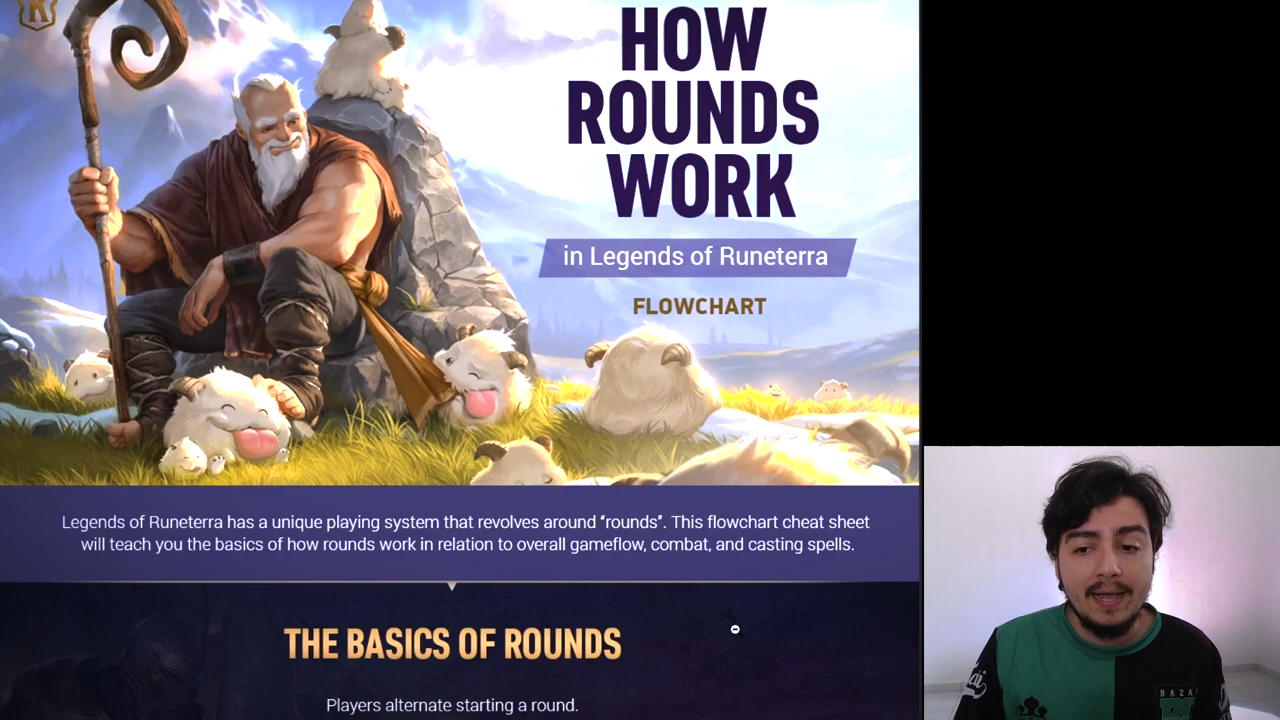 HOW
ROUNDS
WORK
in Legends of Runeterra
FLOWCHART
Legends of Runeterra has a unique playing system that revolves around “rounds”. This flowchart cheat sheet
will teach you the basics of how rounds work in relation to overall gameflow, combat, and casting spells.
THE BASICS OF ROUNDS
Players alternate starting a round.